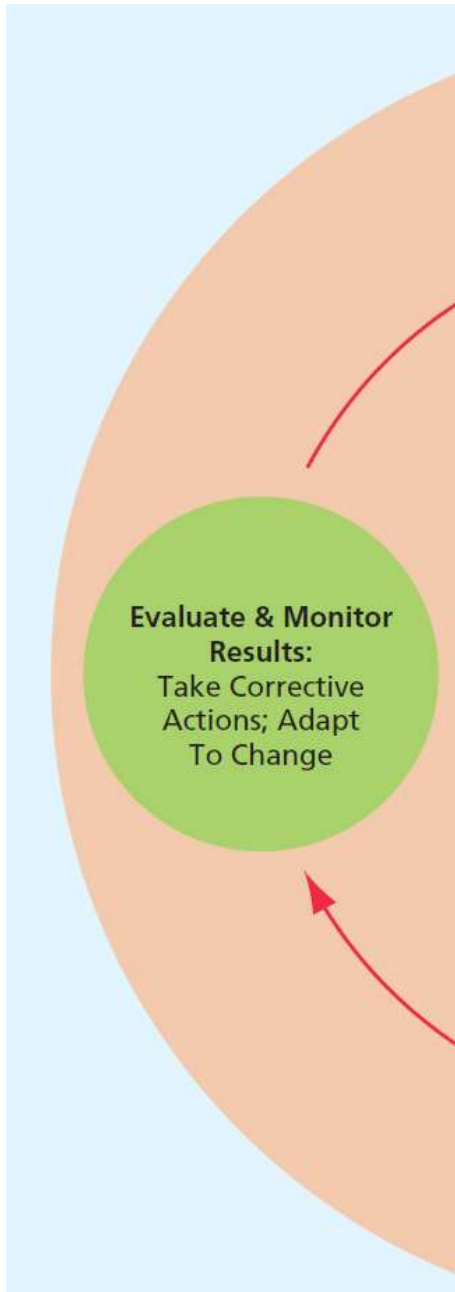 Evaluate & Monitor
Results:
Take Corrective
Actions; Adapt
To Change